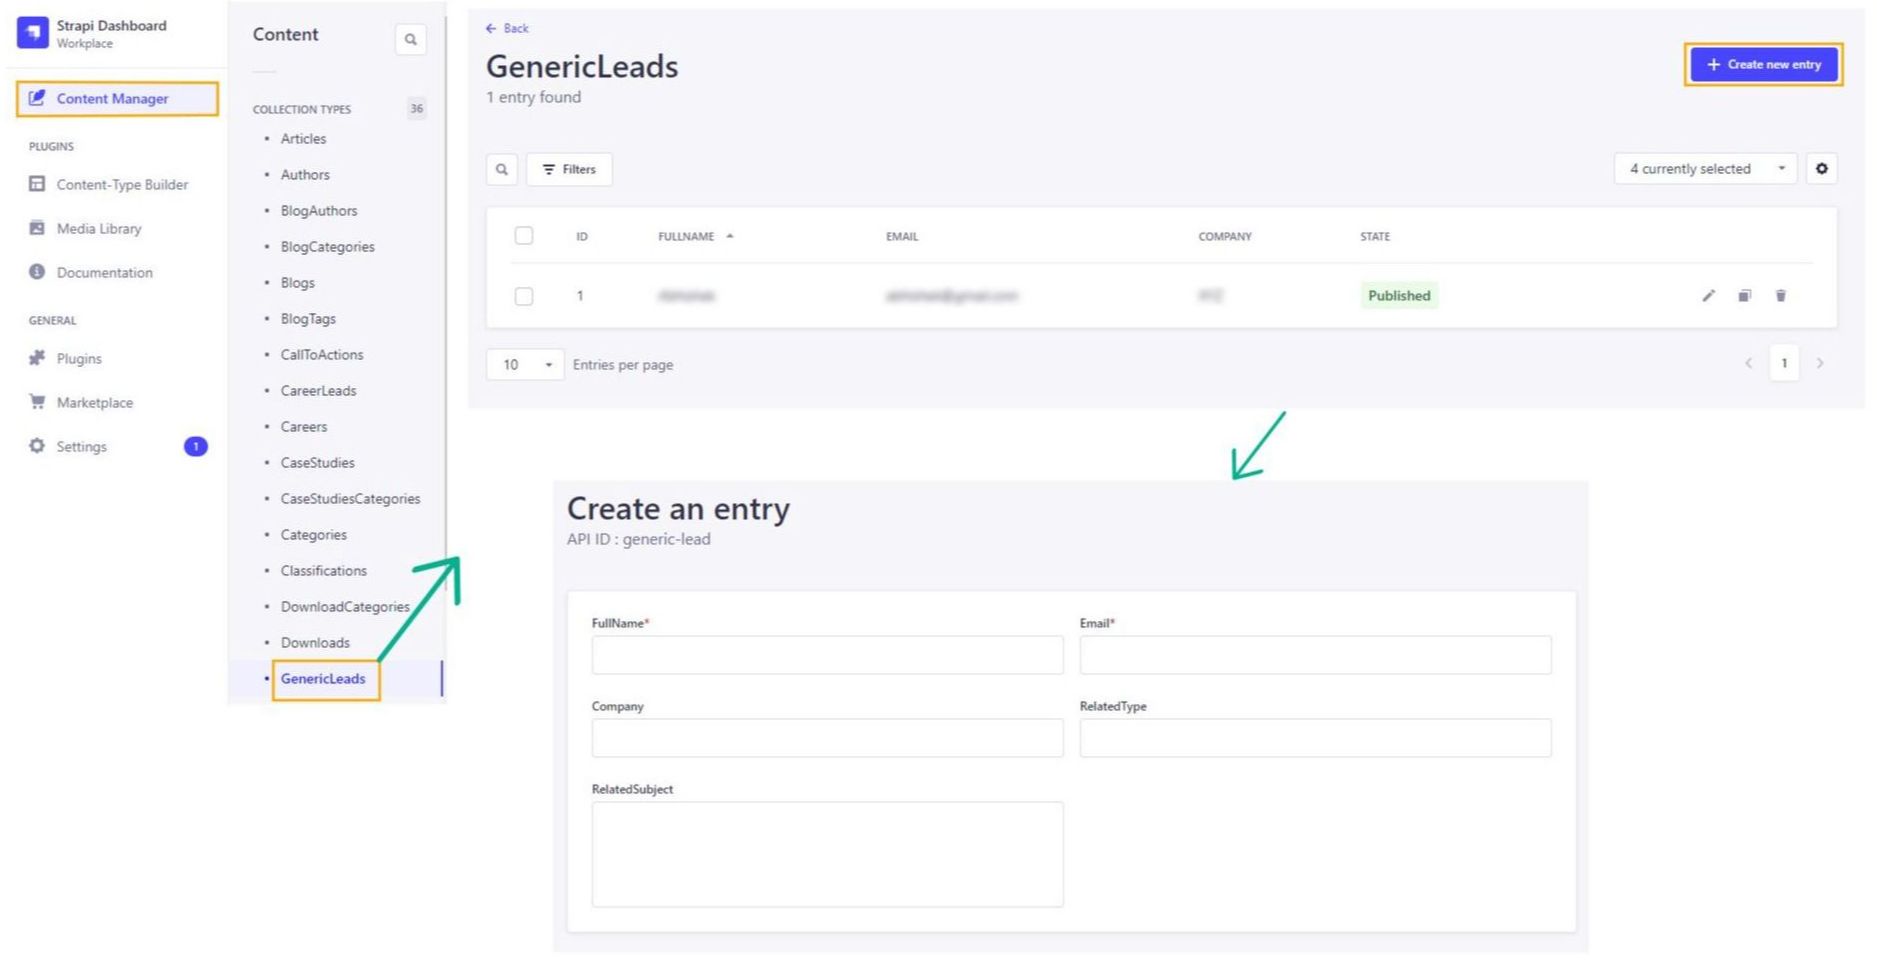 Strapi Dashboard
Workplace
Content Manager
PLUGINS
Content-Type Builder
Media Library
Documentation
GENERAL
Plugins
Marketplace
Settings 1
Content
COLLECTION TYPES 36
Articles
Authors
BlogAuthors
BlogCategories
Blogs
BlogTags
CallToActions
CareerLeads
Careers
CaseStudies
CaseStudiesCategories
Categories
Classifications
DownloadCategories
Downloads
GenericLeads
Back
GenericLeads
1 entry found
+ Create new entry
Filters
4 currently selected
ID FULLNAME EMAIL COMPANY STATE
1 Published
10 Entries per page
1
Create an entry
API ID : generic-lead
FullName* Email*
Company RelatedType
RelatedSubject